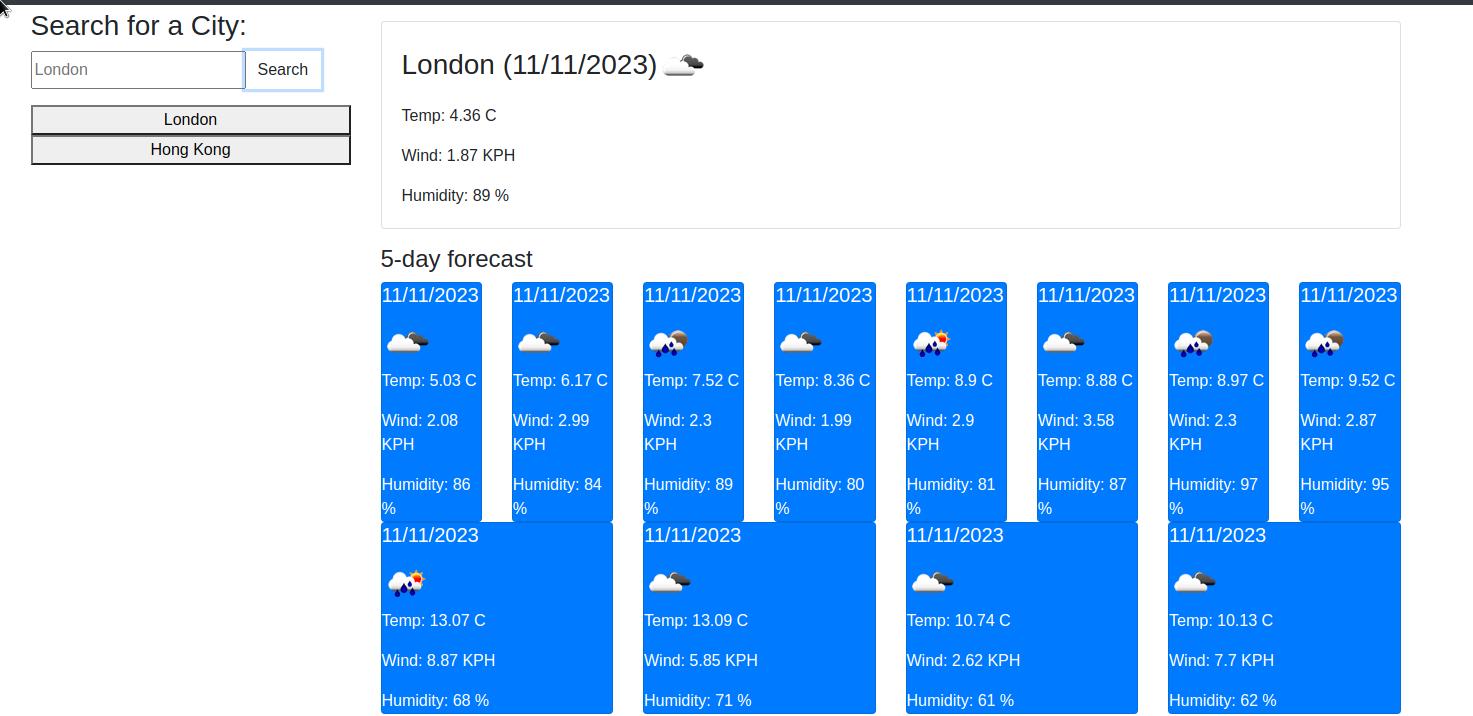 Search for a City:
London
Search
London
Hong Kong
London (11/11/2023)
Temp: 4.36 C
Wind: 1.87 KPH
Humidity: 89 %
5-day forecast
11/11/2023
Temp: 5.03 C
Wind: 2.08
KPH
Humidity: 86
%
11/11/2023
Temp: 6.17 C
Wind: 2.99
KPH
Humidity: 84
%
11/11/2023
Temp: 7.52 C
Wind: 2.3
KPH
Humidity: 89
%
11/11/2023
Temp: 8.36 C
Wind: 1.99
KPH
Humidity: 80
%
11/11/2023
Temp: 8.9 C
Wind: 2.9
KPH
Humidity: 81
%
11/11/2023
Temp: 8.88 C
Wind: 3.58
KPH
Humidity: 87
%
11/11/2023
Temp: 8.97 C
Wind: 2.3
KPH
Humidity: 97
%
11/11/2023
Temp: 9.52 C
Wind: 2.87
KPH
Humidity: 95
%
11/11/2023
Temp: 13.07 C
Wind: 8.87 KPH
Humidity: 68 %
11/11/2023
Temp: 13.09 C
Wind: 5.85 KPH
Humidity: 71 %
11/11/2023
Temp: 10.74 C
Wind: 2.62 KPH
Humidity: 61 %
11/11/2023
Temp: 10.13 C
Wind: 7.7 KPH
Humidity: 62 %